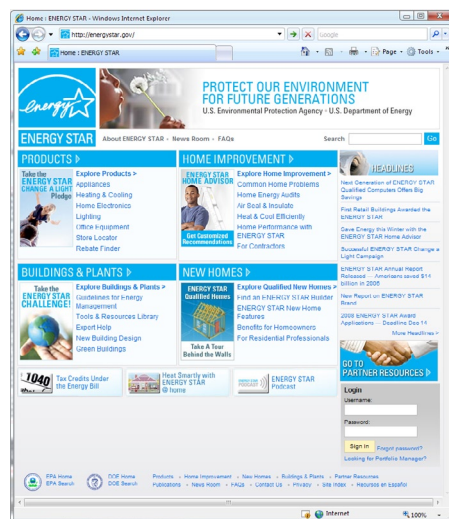 Home : ENERGY STAR - Windows Internet Explorer
http://energystar.gov/
Google
Home : ENERGY STAR
Page
Tools
energy
ENERGY STAR
PROTECT OUR ENVIRONMENT
FOR FUTURE GENERATIONS
U.S. Environmental Protection Agency · U.S. Department of Energy
About ENERGY STAR · News Room · FAQs
Search
Go
PRODUCTS
Take the
ENERGY STAR
CHANGE A LIGHT
Pledge
Explore Products >
Appliances
Heating & Cooling
Home Electronics
Lighting
Office Equipment
Store Locator
Rebate Finder
HOME IMPROVEMENT
ENERGY STAR
HOME ADVISOR
Get Customized
Recommendations
Explore Home Improvement >
Common Home Problems
Home Energy Audits
Air Seal & Insulate
Heat & Cool Efficiently
Home Performance with
ENERGY STAR
For Contractors
BUILDINGS & PLANTS
Take the
ENERGY STAR
CHALLENGE!
Explore Buildings & Plants >
Guidelines for Energy
Management
Tools & Resources Library
Expert Help
New Building Design
Green Buildings
NEW HOMES
ENERGY STAR
Qualified Homes
Take A Tour
Behind the Walls
Explore Qualified New Homes >
Find an ENERGY STAR Builder
ENERGY STAR New Home
Features
Benefits for Homeowners
For Residential Professionals
1040
Tax Credits Under
the Energy Bill
Heat Smartly with
ENERGY STAR
@ home
ENERGY STAR
Podcast
HEADLINES
Next Generation of ENERGY STAR
Qualified Computers Offers Big
Savings
First Retail Buildings Awarded the
ENERGY STAR
Save Energy this Winter with the
ENERGY STAR Home Advisor
Successful ENERGY STAR Change a
Light Campaign
ENERGY STAR Annual Report
Released — Americans saved $14
billion in 2006
New Report on ENERGY STAR
Brand
2008 ENERGY STAR Award
Applications — Deadline Dec 14
More Headlines >
GO TO
PARTNER RESOURCES
Login
Username:
Password:
Sign in
Forgot password?
Looking for Portfolio Manager?
EPA Home
EPA Search
DOE Home
DOE Search
Products · Home Improvement · New Homes · Buildings & Plants · Partner Resources
Publications · News Room · FAQs · Contact Us · Privacy · Site Index · Recursos en Español
Internet
100%